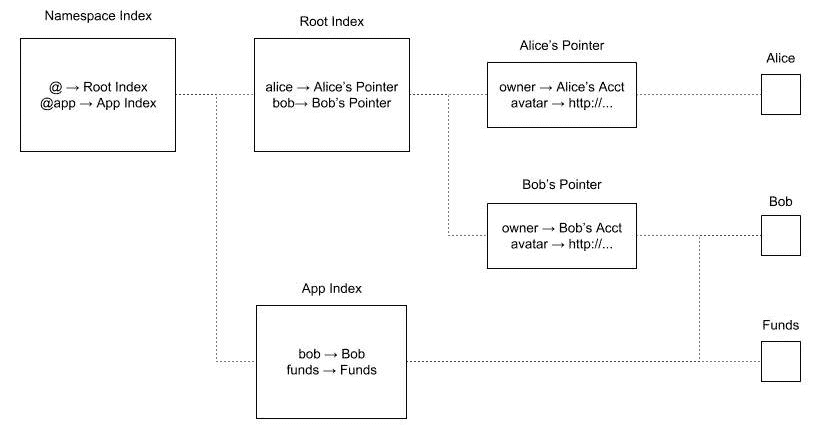 Namespace Index
@ → Root Index
@app → App Index
Root Index
alice → Alice's Pointer
bob→ Bob's Pointer
Alice's Pointer
owner → Alice's Acct
avatar → http://...
Alice
Bob's Pointer
owner → Bob's Acct
avatar → http://...
Bob
App Index
bob → Bob
funds → Funds
Funds